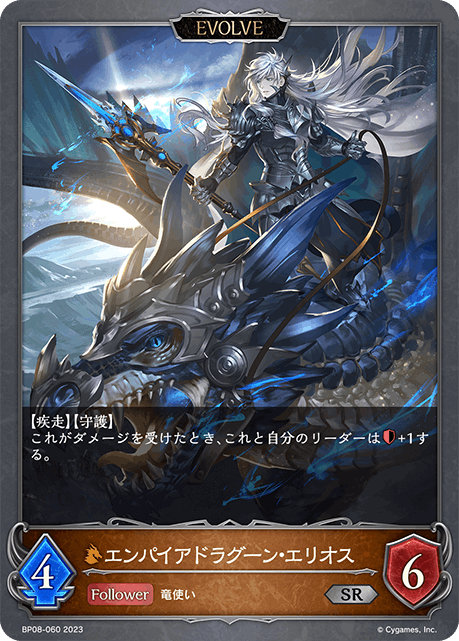 EVOLVE
【疾走】【守護】
これがダメージを受けたとき、これと自分のリーダーは+1す
る。
エンパイアドラグーン・エリオス
4
Follower 竜使い
SR
6
BP08-060 2023
© Cygames, Inc.